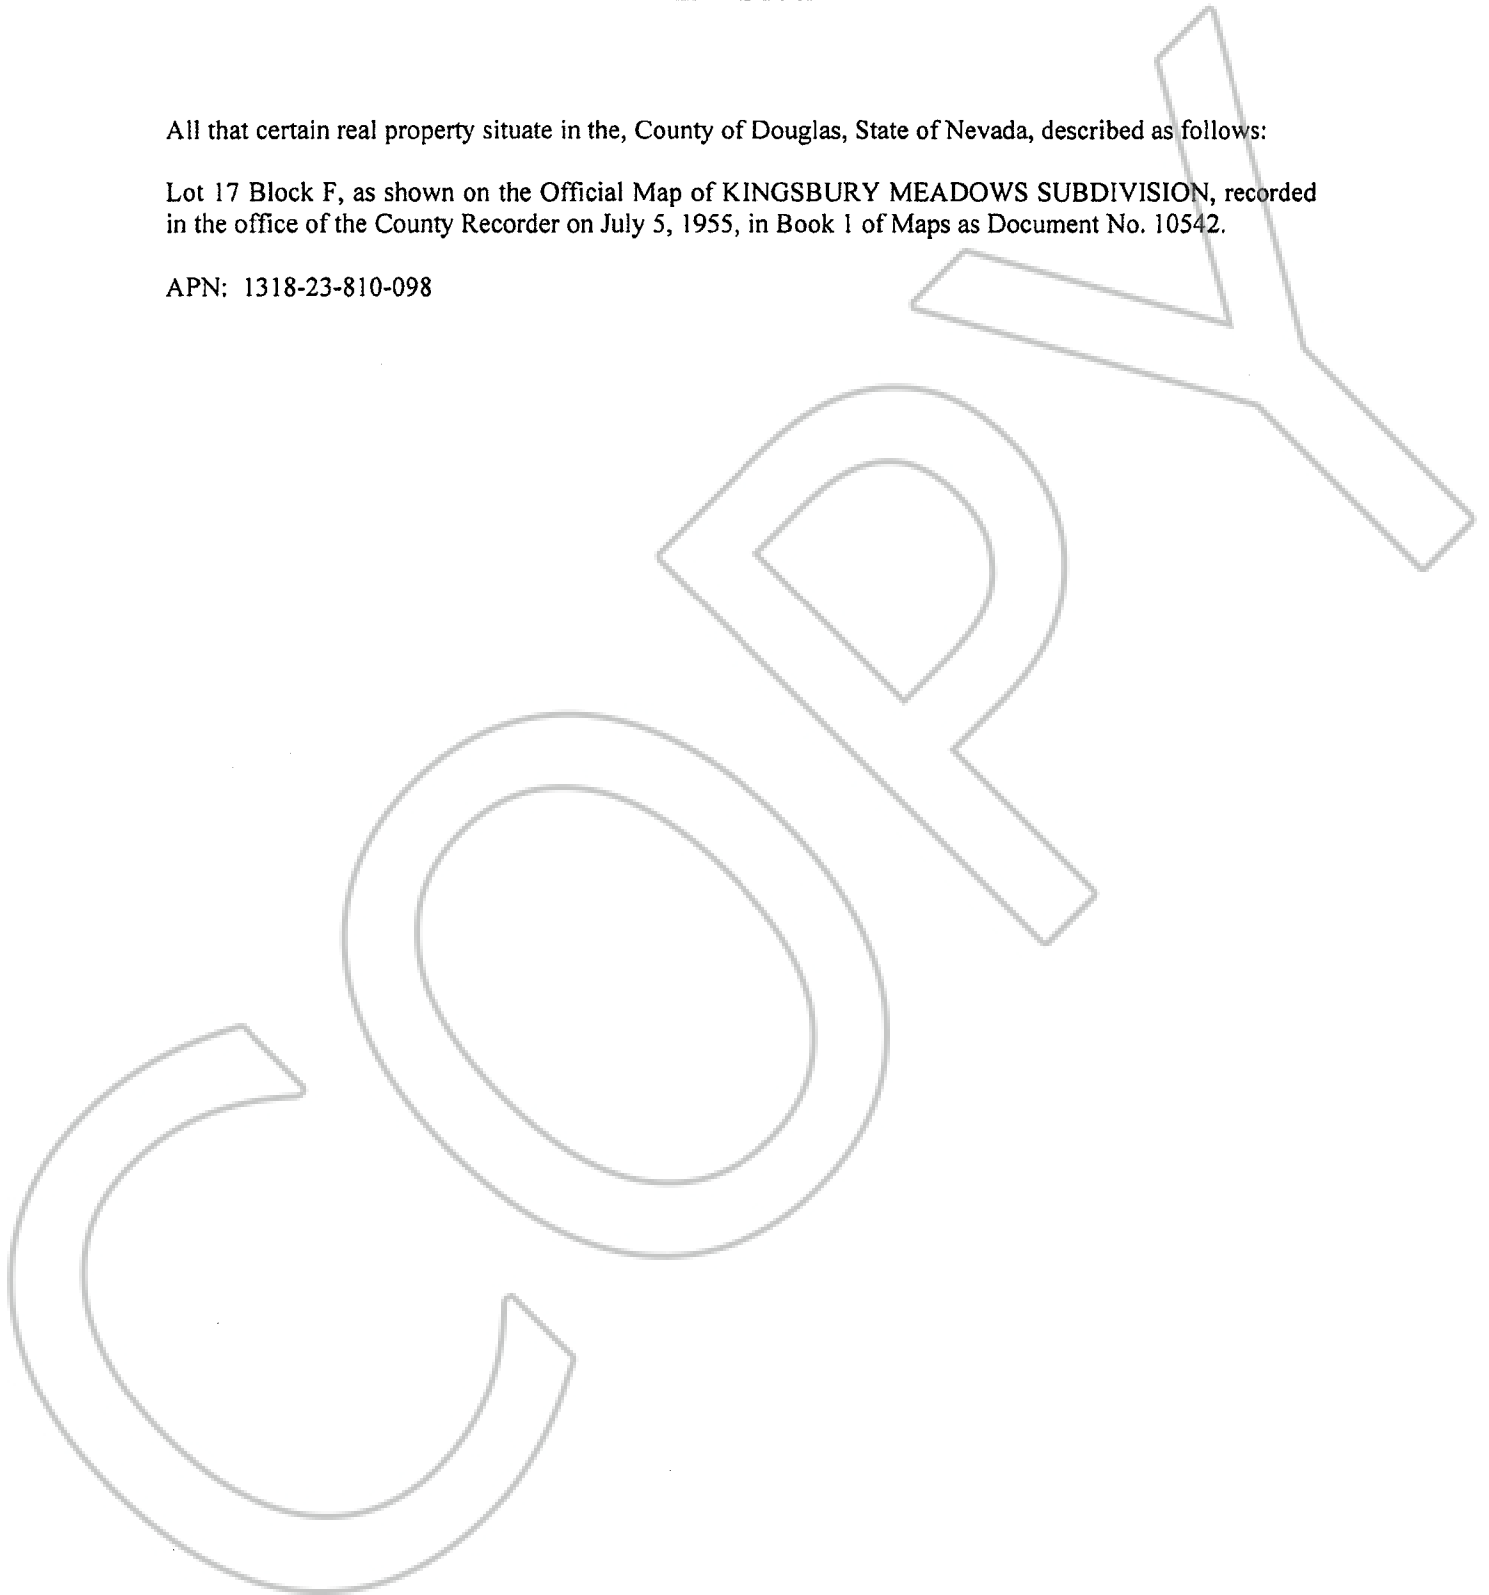 All that certain real property situate in the, County of Douglas, State of Nevada, described as follows:
Lot 17 Block F, as shown on the Official Map of KINGSBURY MEADOWS SUBDIVISION, recorded
in the office of the County Recorder on July 5, 1955, in Book 1 of Maps as Document No. 10542.
APN: 1318-23-810-098
COPY